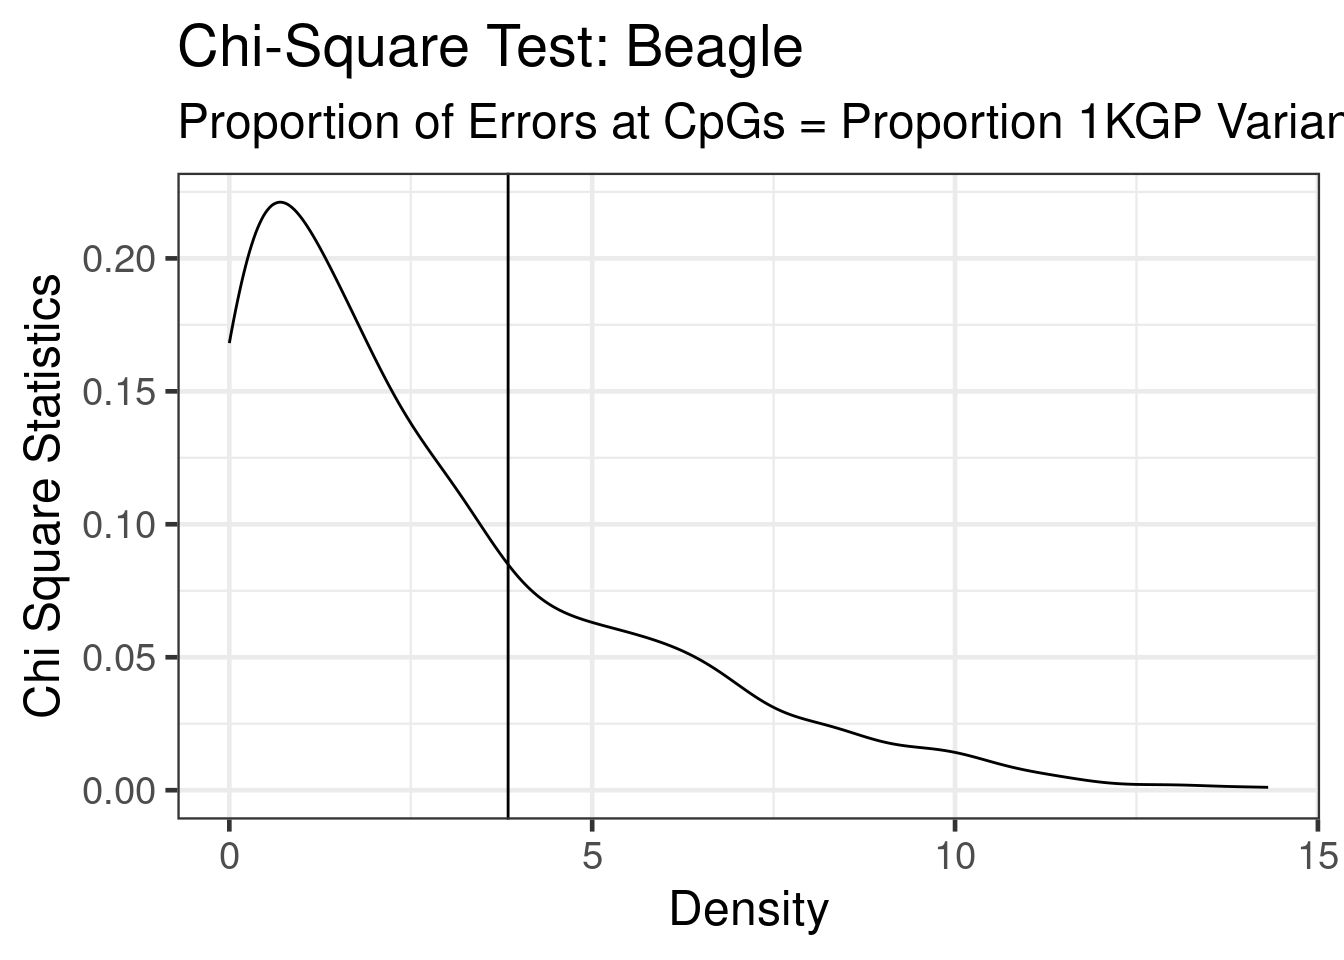 Chi-Square Test: Beagle
Proportion of Errors at CpGs = Proportion 1KGP
Chi Square Statistics
0.20
0.15
0.10
0.05
0.00
0
5
10
15
Density